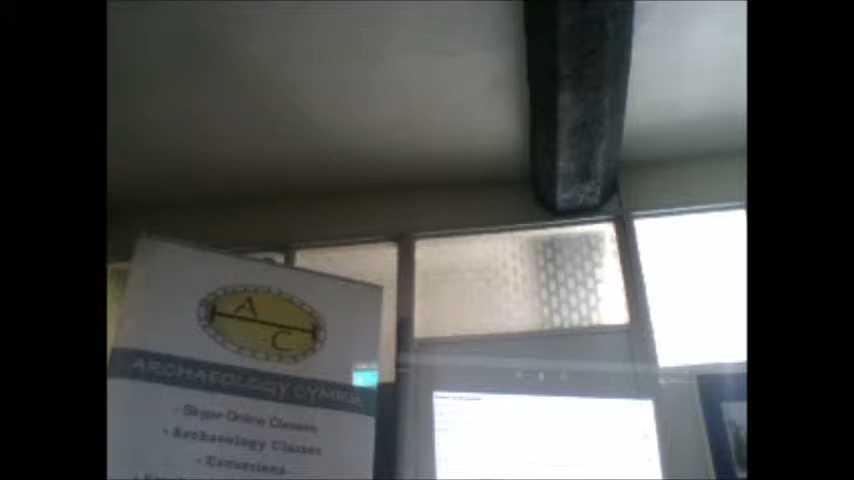 A
C
ARCHAEOLOGY CYMRU
- Skype Online Classes
- Archaeology Classes
- Excursions